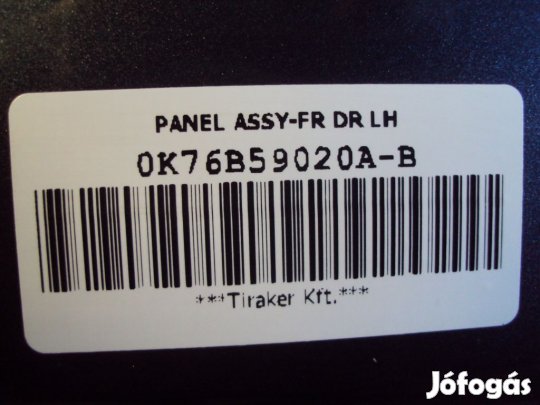 PANEL ASSY-FR DR LH
0K76B59020A-B
***Tiraker Kft.***
Jófogás